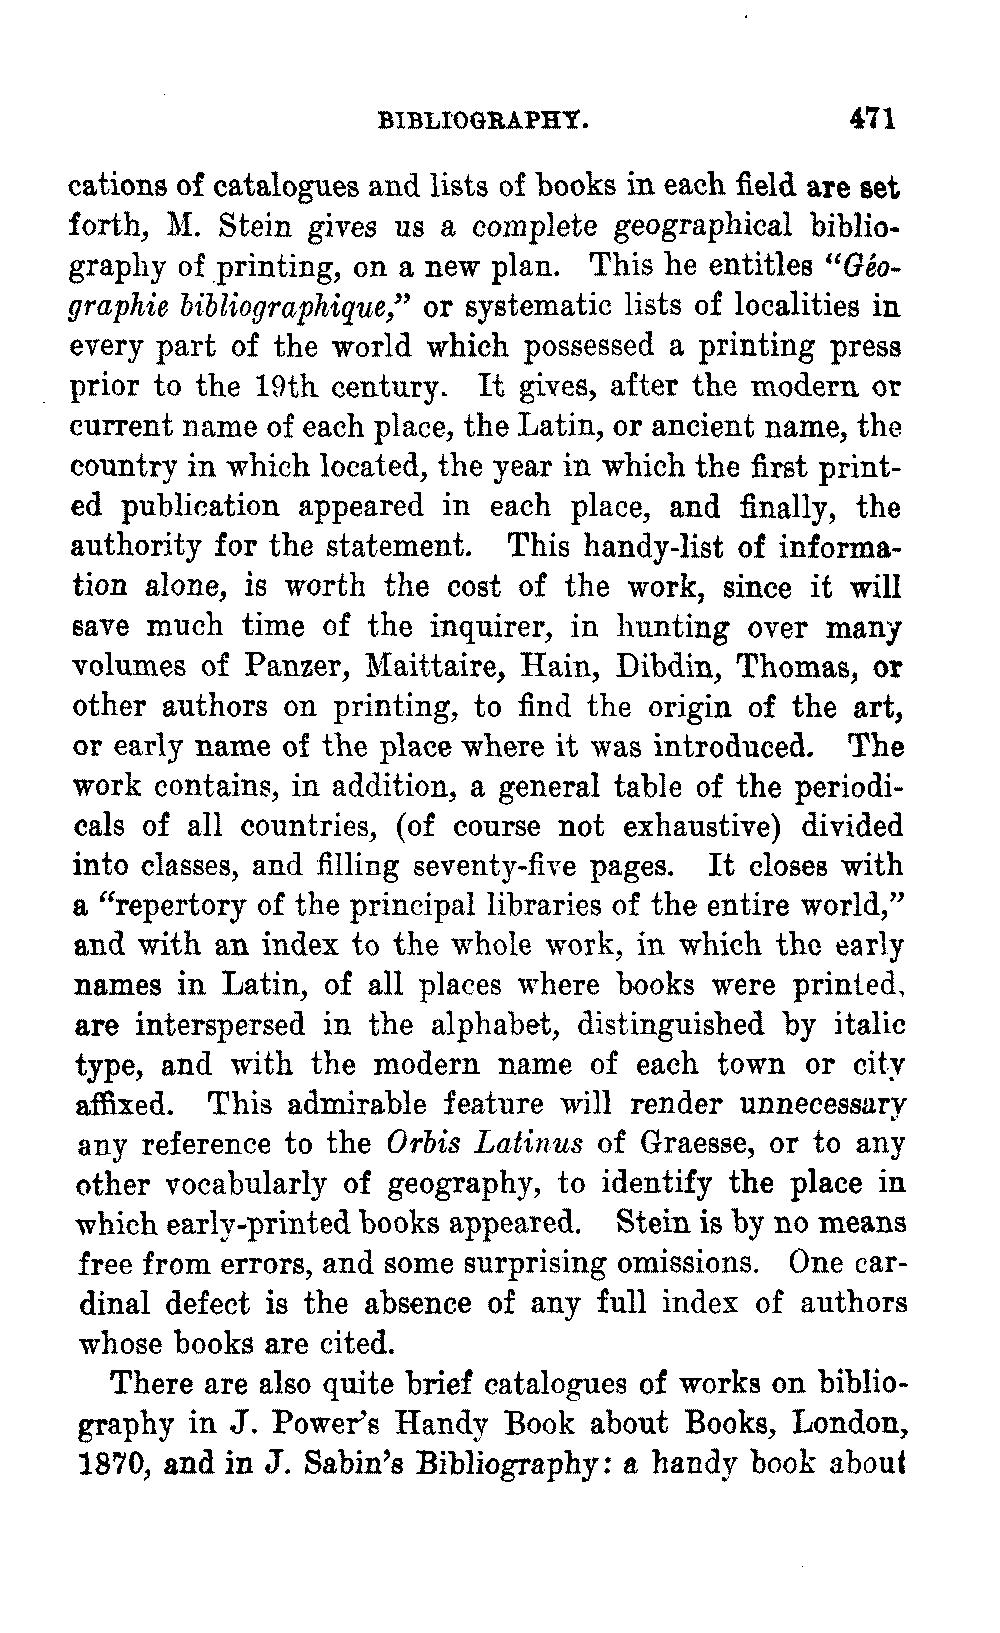 BIBLIOGRAPHY. 471
cations of catalogues and lists of books in each field are set
forth, M. Stein gives us a complete geographical biblio-
graphy of printing, on a new plan. This he entitles “Géo-
graphie bibliographique,” or systematic lists of localities in
every part of the world which possessed a printing press
prior to the 19th century. It gives, after the modern or
current name of each place, the Latin, or ancient name, the
country in which located, the year in which the first print-
ed publication appeared in each place, and finally, the
authority for the statement. This handy-list of informa-
tion alone, is worth the cost of the work, since it will
save much time of the inquirer, in hunting over many
volumes of Panzer, Maittaire, Hain, Dibdin, Thomas, or
other authors on printing, to find the origin of the art,
or early name of the place where it was introduced. The
work contains, in addition, a general table of the periodi-
cals of all countries, (of course not exhaustive) divided
into classes, and filling seventy-five pages. It closes with
a “repertory of the principal libraries of the entire world,”
and with an index to the whole work, in which the early
names in Latin, of all places where books were printed,
are interspersed in the alphabet, distinguished by italic
type, and with the modern name of each town or city
affixed. This admirable feature will render unnecessary
any reference to the Orbis Latinus of Graesse, or to any
other vocabularly of geography, to identify the place in
which early-printed books appeared. Stein is by no means
free from errors, and some surprising omissions. One car-
dinal defect is the absence of any full index of authors
whose books are cited.
There are also quite brief catalogues of works on biblio-
graphy in J. Power’s Handy Book about Books, London,
1870, and in J. Sabin’s Bibliography: a handy book about